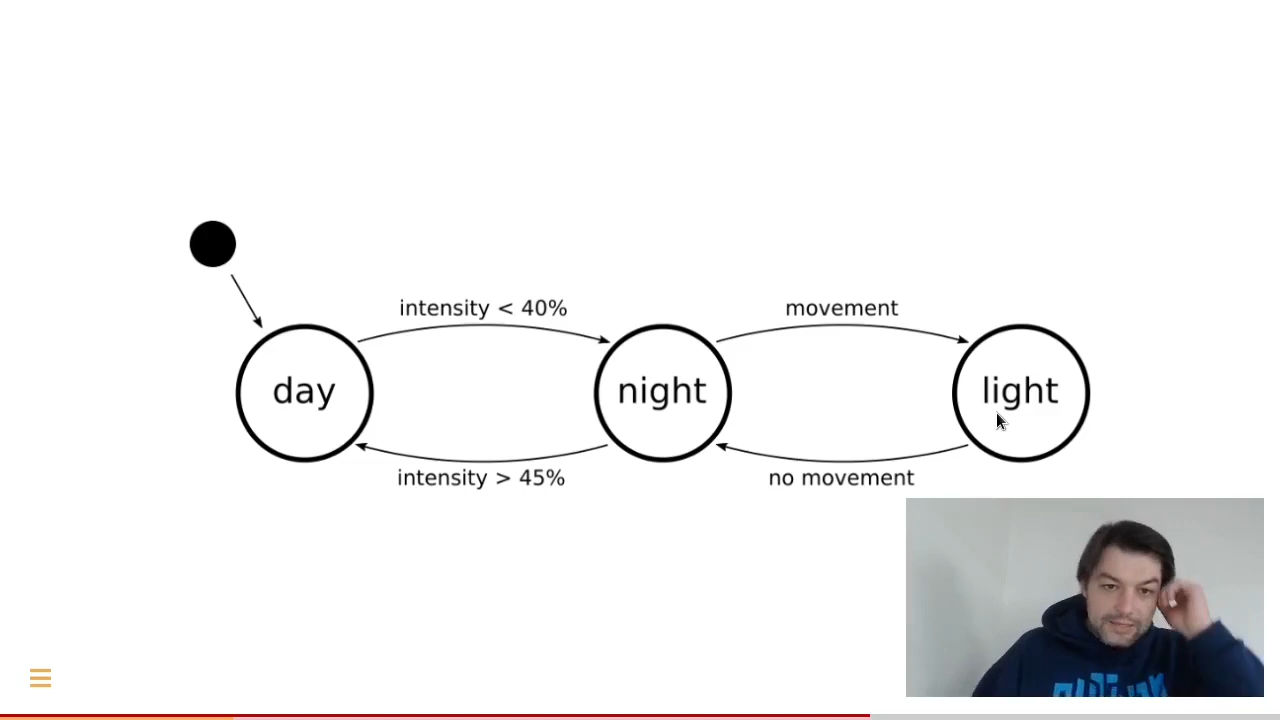 intensity < 40%
movement
day
night
light
intensity > 45%
no movement